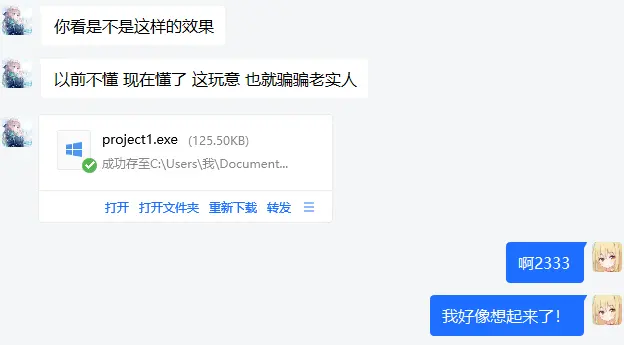 你看是不是这样的效果
以前不懂 现在懂了 这玩意 也就骗骗老实人
project1.exe (125.50KB)
成功存至C:\Users\我\Document...
打开 打开文件夹 重新下载 转发
啊2333
我好像想起来了！